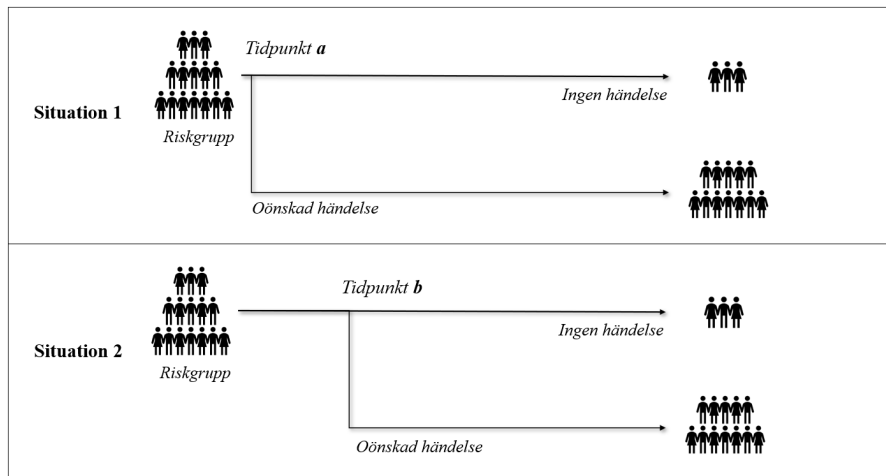 Tidpunkt a
Ingen händelse
Situation 1
Riskgrupp
Oönskad händelse
Tidpunkt b
Ingen händelse
Situation 2
Riskgrupp
Oönskad händelse